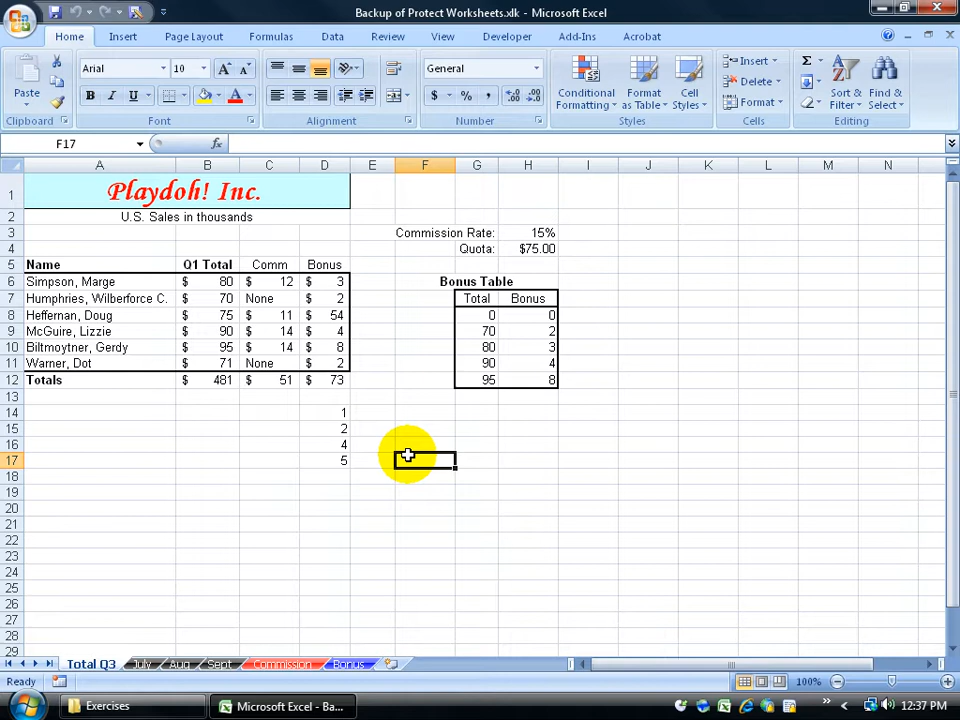 Backup of Protect Worksheets.xlk - Microsoft Excel
Home Insert Page Layout Formulas Data Review View Developer Add-Ins Acrobat
Paste Arial 10 General Conditional Formatting Format as Table Cell Styles Insert Delete Format Sort & Filter Find & Select
Clipboard Font Alignment Number Styles Cells Editing
F17 fx
A B C D E F G H I J K L M N
1 Playdoh! Inc.
2 U.S. Sales in thousands
3 Commission Rate: 15%
4 Quota: $75.00
5 Name Q1 Total Comm Bonus
6 Simpson, Marge $ 80 $ 12 $ 3 Bonus Table
7 Humphries, Wilberforce C. $ 70 None $ 2 Total Bonus
8 Heffernan, Doug $ 75 $ 11 $ 54 0 0
9 McGuire, Lizzie $ 90 $ 14 $ 4 70 2
10 Biltmoytner, Gerdy $ 95 $ 14 $ 8 80 3
11 Warner, Dot $ 71 None $ 2 90 4
12 Totals $ 481 $ 51 $ 73 95 8
13
14 1
15 2
16 4
17 5
18
19
20
21
22
23
24
25
26
27
28
29
Total Q3 July Aug Sept Commission Bonus
Ready 100%
Exercises Microsoft Excel - Ba... 12:37 PM